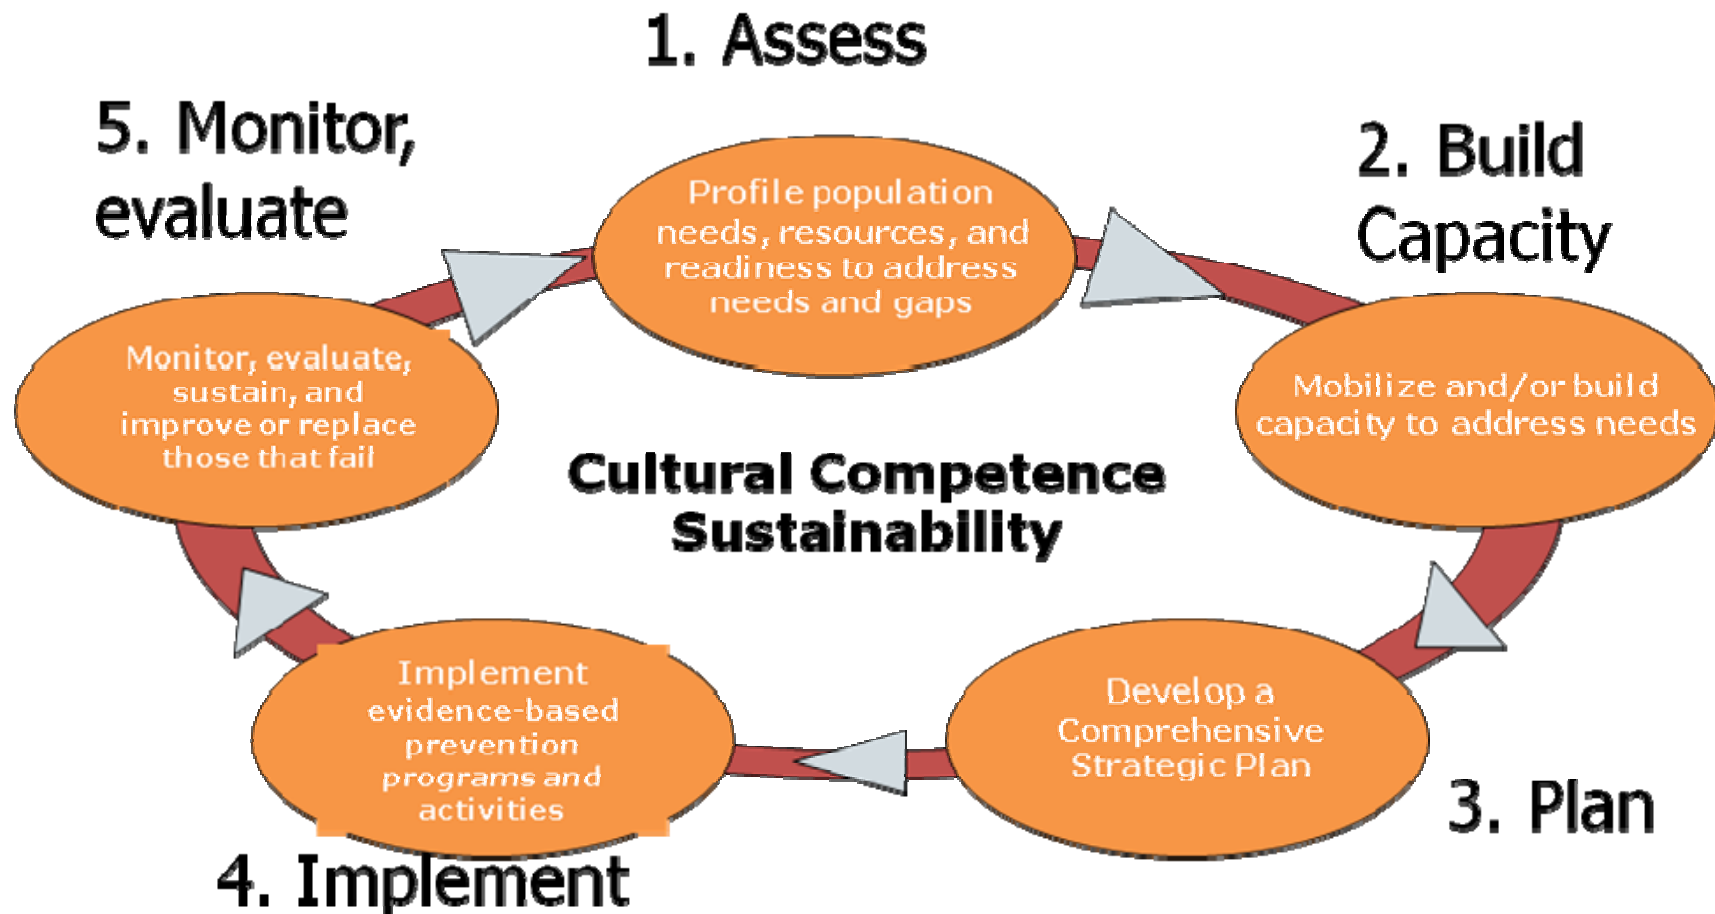 1. Assess
Profile population
needs, resources, and
readiness to address
needs and gaps
2. Build
Capacity
Mobilize and/or build
capacity to address needs
3. Plan
Develop a
Comprehensive
Strategic Plan
4. Implement
Implement
evidence-based
prevention
programs and
activities
5. Monitor,
evaluate
Monitor, evaluate,
sustain, and
improve or replace
those that fail
Cultural Competence
Sustainability